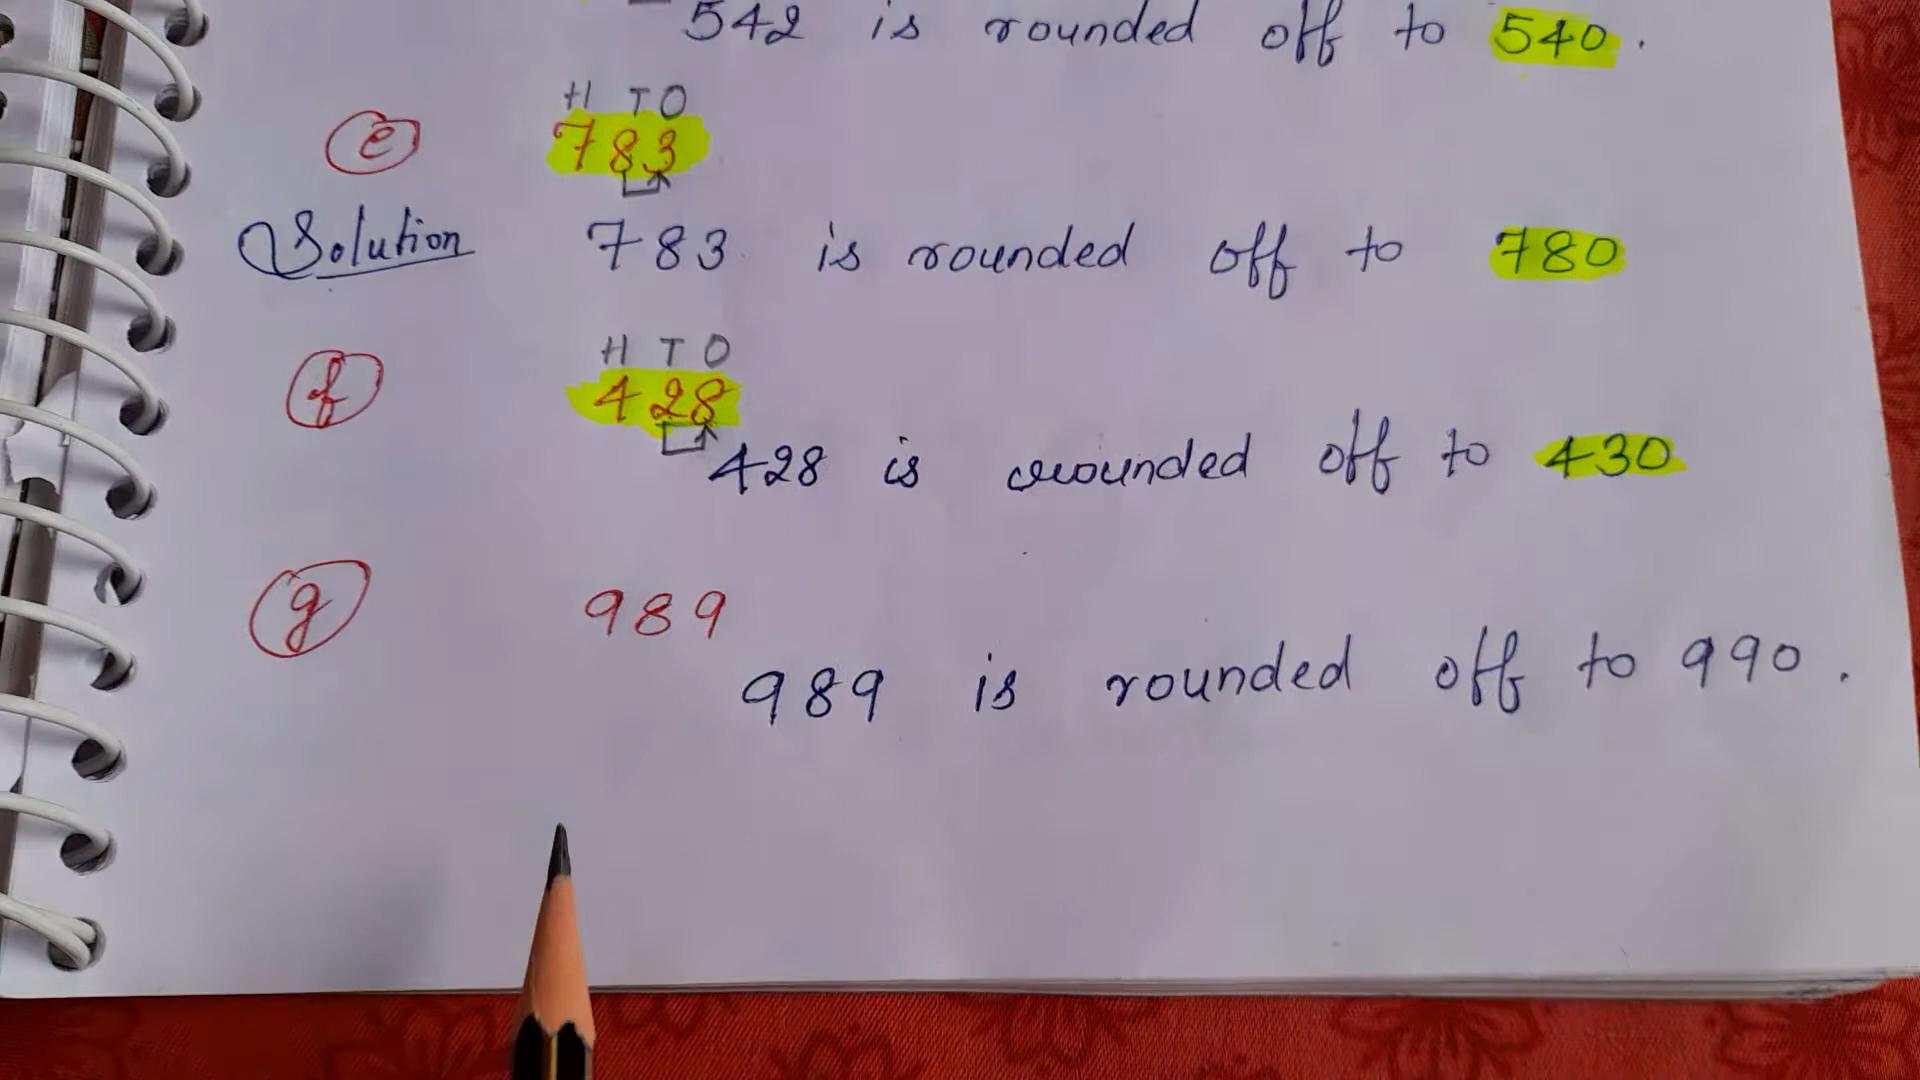 542 is rounded off to 540.
H T O
e 783
Solution 783 is rounded off to 780
H T O
f 428
428 is rounded off to 430
g 989
989 is rounded off to 990.